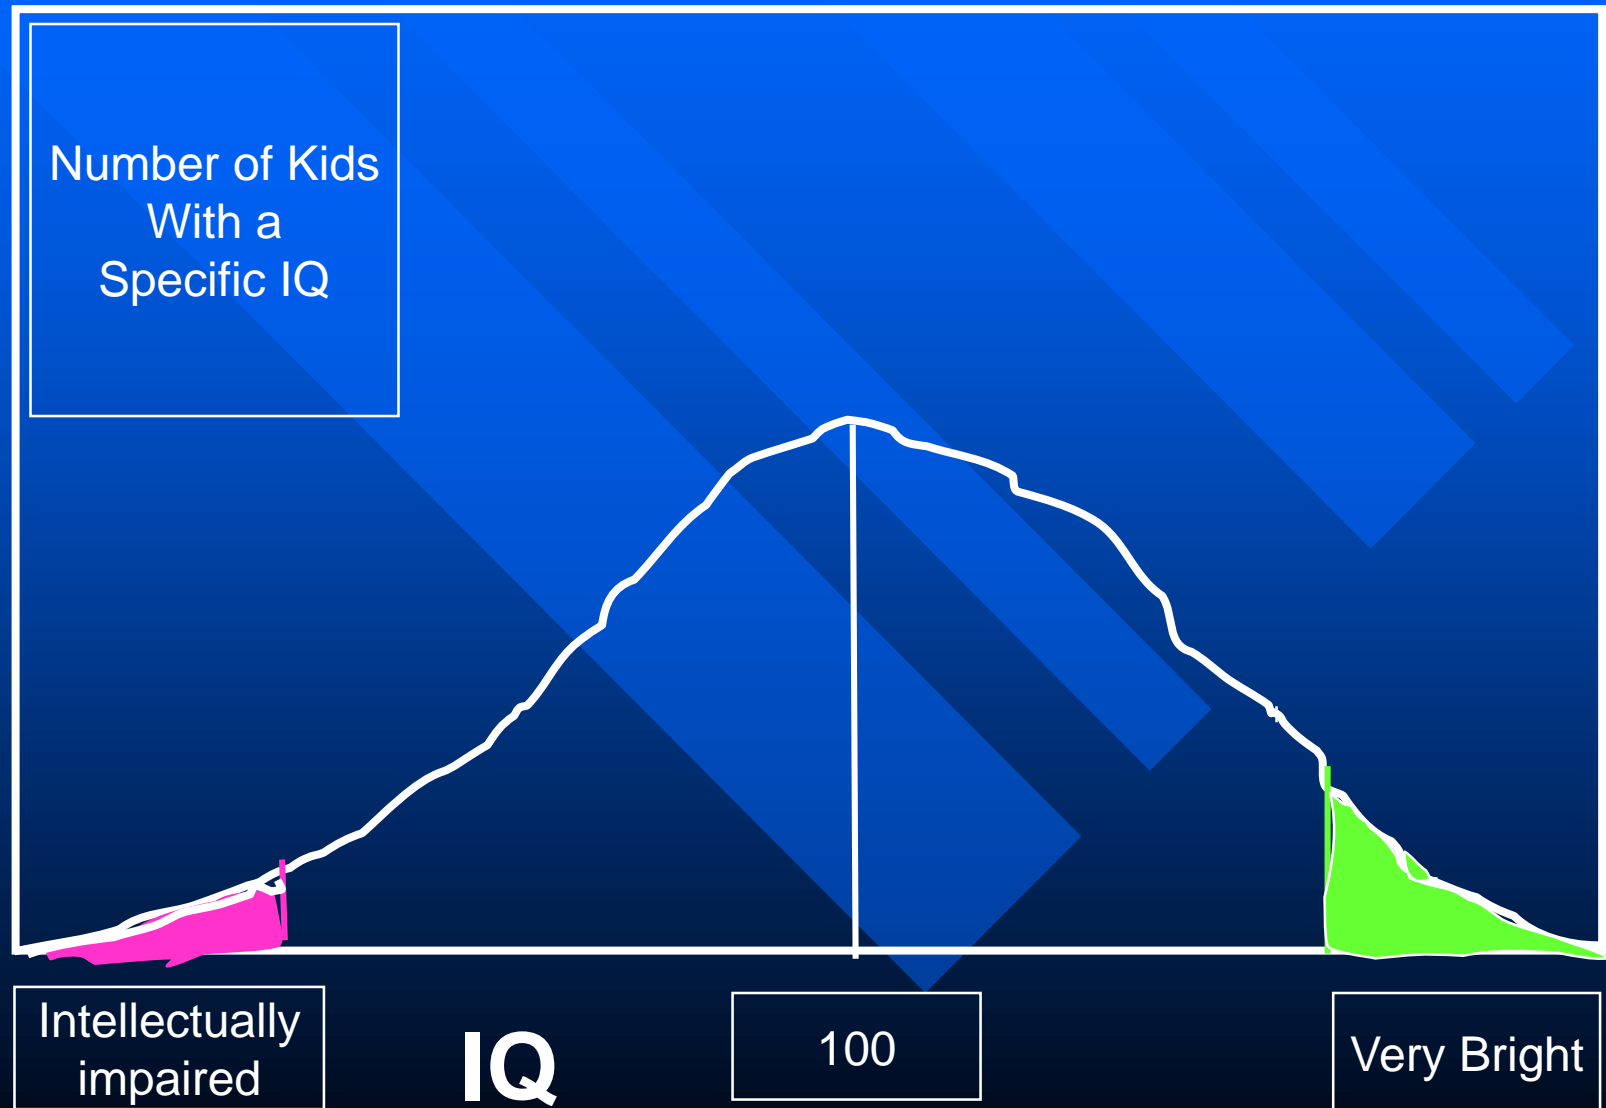 Number of Kids
With a
Specific IQ
Intellectually
impaired
IQ
100
Very Bright